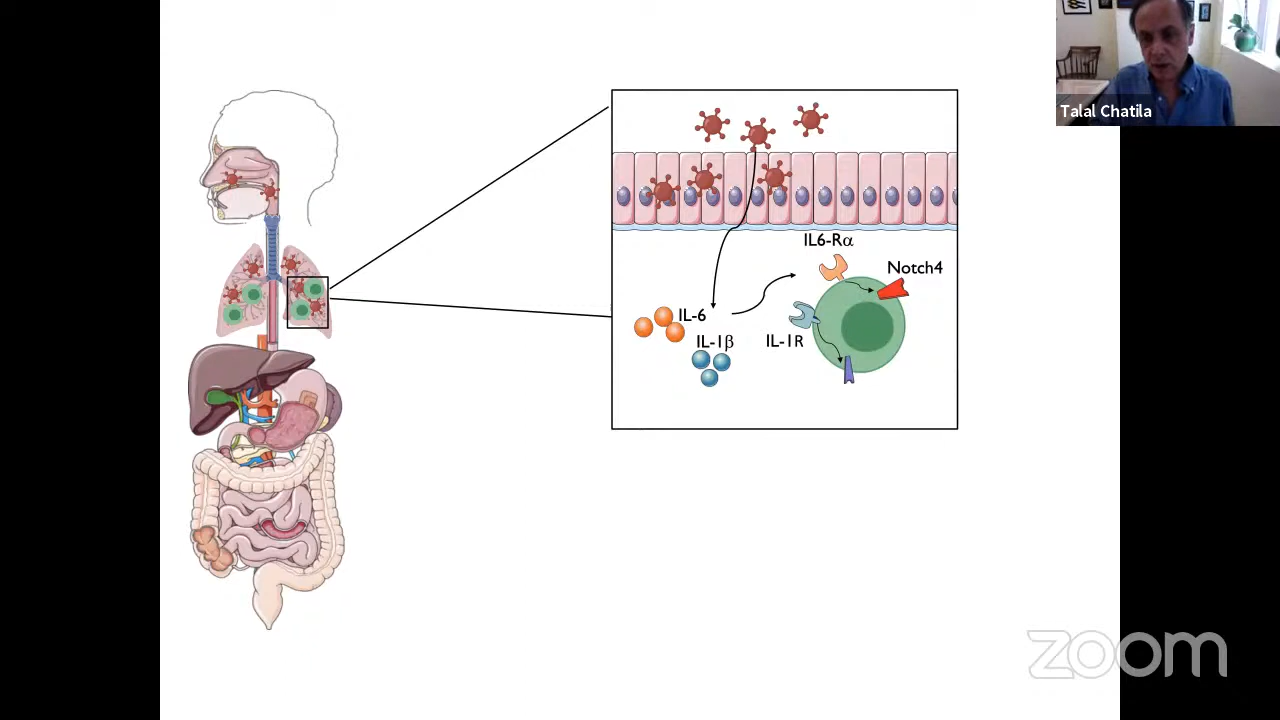 Talal Chatila
IL6-Rα
Notch4
IL-6
IL-1β
IL-1R
zoom